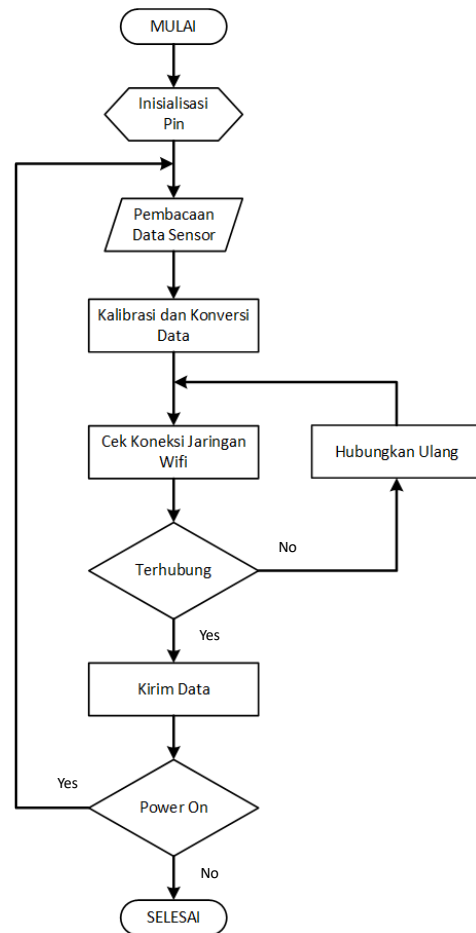 MULAI
Inisialisasi
Pin
Pembacaan
Data Sensor
Kalibrasi dan Konversi
Data
Cek Koneksi Jaringan
Wifi
Hubungkan Ulang
Terhubung
No
Yes
Kirim Data
Power On
Yes
No
SELESAI